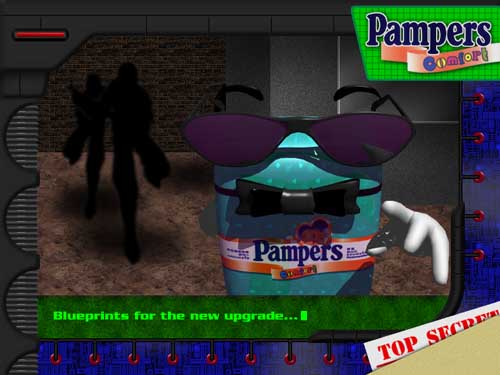 Pampers
Comfort
Pampers
Comfort
Blueprints for the new upgrade...
TOP SECRET